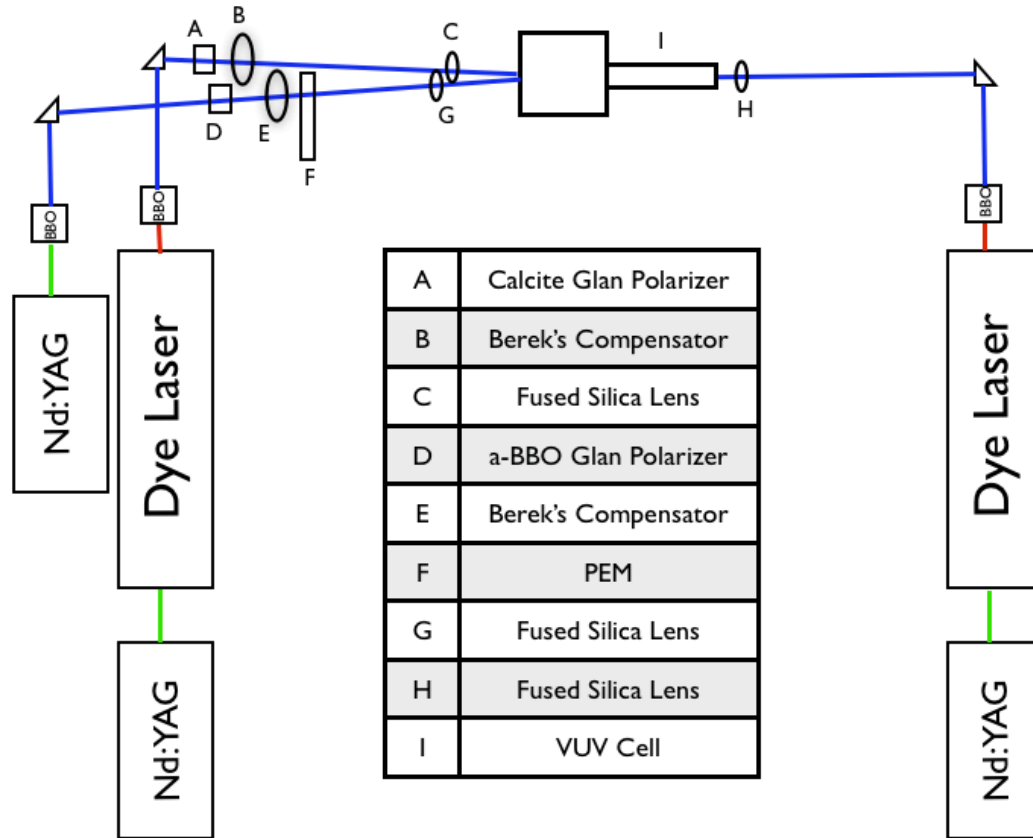 B
A
C
I
G
H
D
E
F
BBO
BBO
BBO
Nd:YAG
Dye Laser
Dye Laser
Nd:YAG
Nd:YAG
A Calcite Glan Polarizer
B Berek's Compensator
C Fused Silica Lens
D a-BBO Glan Polarizer
E Berek's Compensator
F PEM
G Fused Silica Lens
H Fused Silica Lens
I VUV Cell